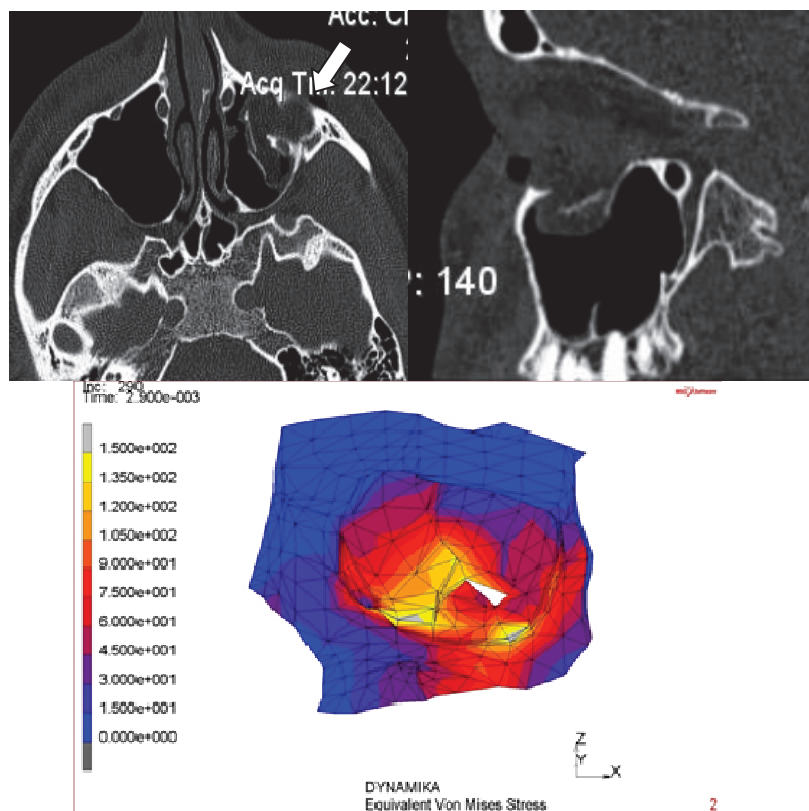 Acc: C
Acq Tim: 22:12
: 140
Inc: 290
Time: 2.900e-003
1.500e+002
1.350e+002
1.200e+002
1.050e+002
9.000e+001
7.500e+001
6.000e+001
4.500e+001
3.000e+001
1.500e+001
0.000e+000
Z
Y
X
DYNAMIKA
Equivalent Von Mises Stress
2